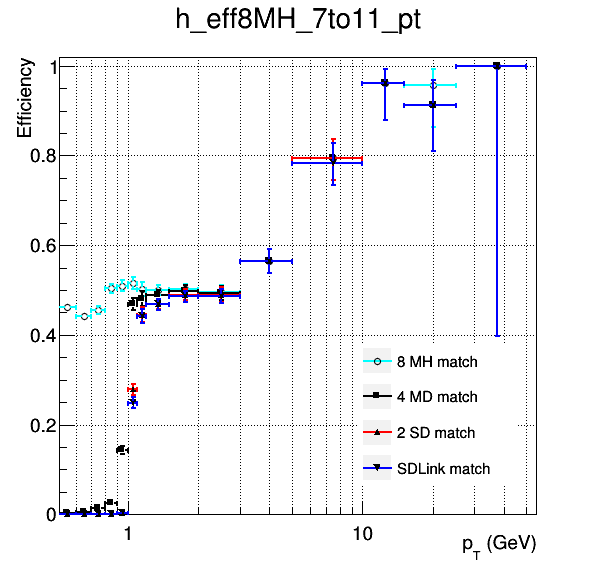 h_eff8MH_7to11_pt
Efficiency
1
0.8
0.6
0.4
0.2
0
8 MH match
4 MD match
2 SD match
SDLink match
1
10
p_T (GeV)